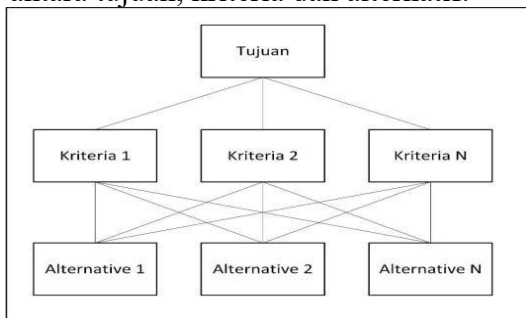 antara tujuan, kriteria dan alternatif.
Tujuan
Kriteria 1
Kriteria 2
Kriteria N
Alternative 1
Alternative 2
Alternative N